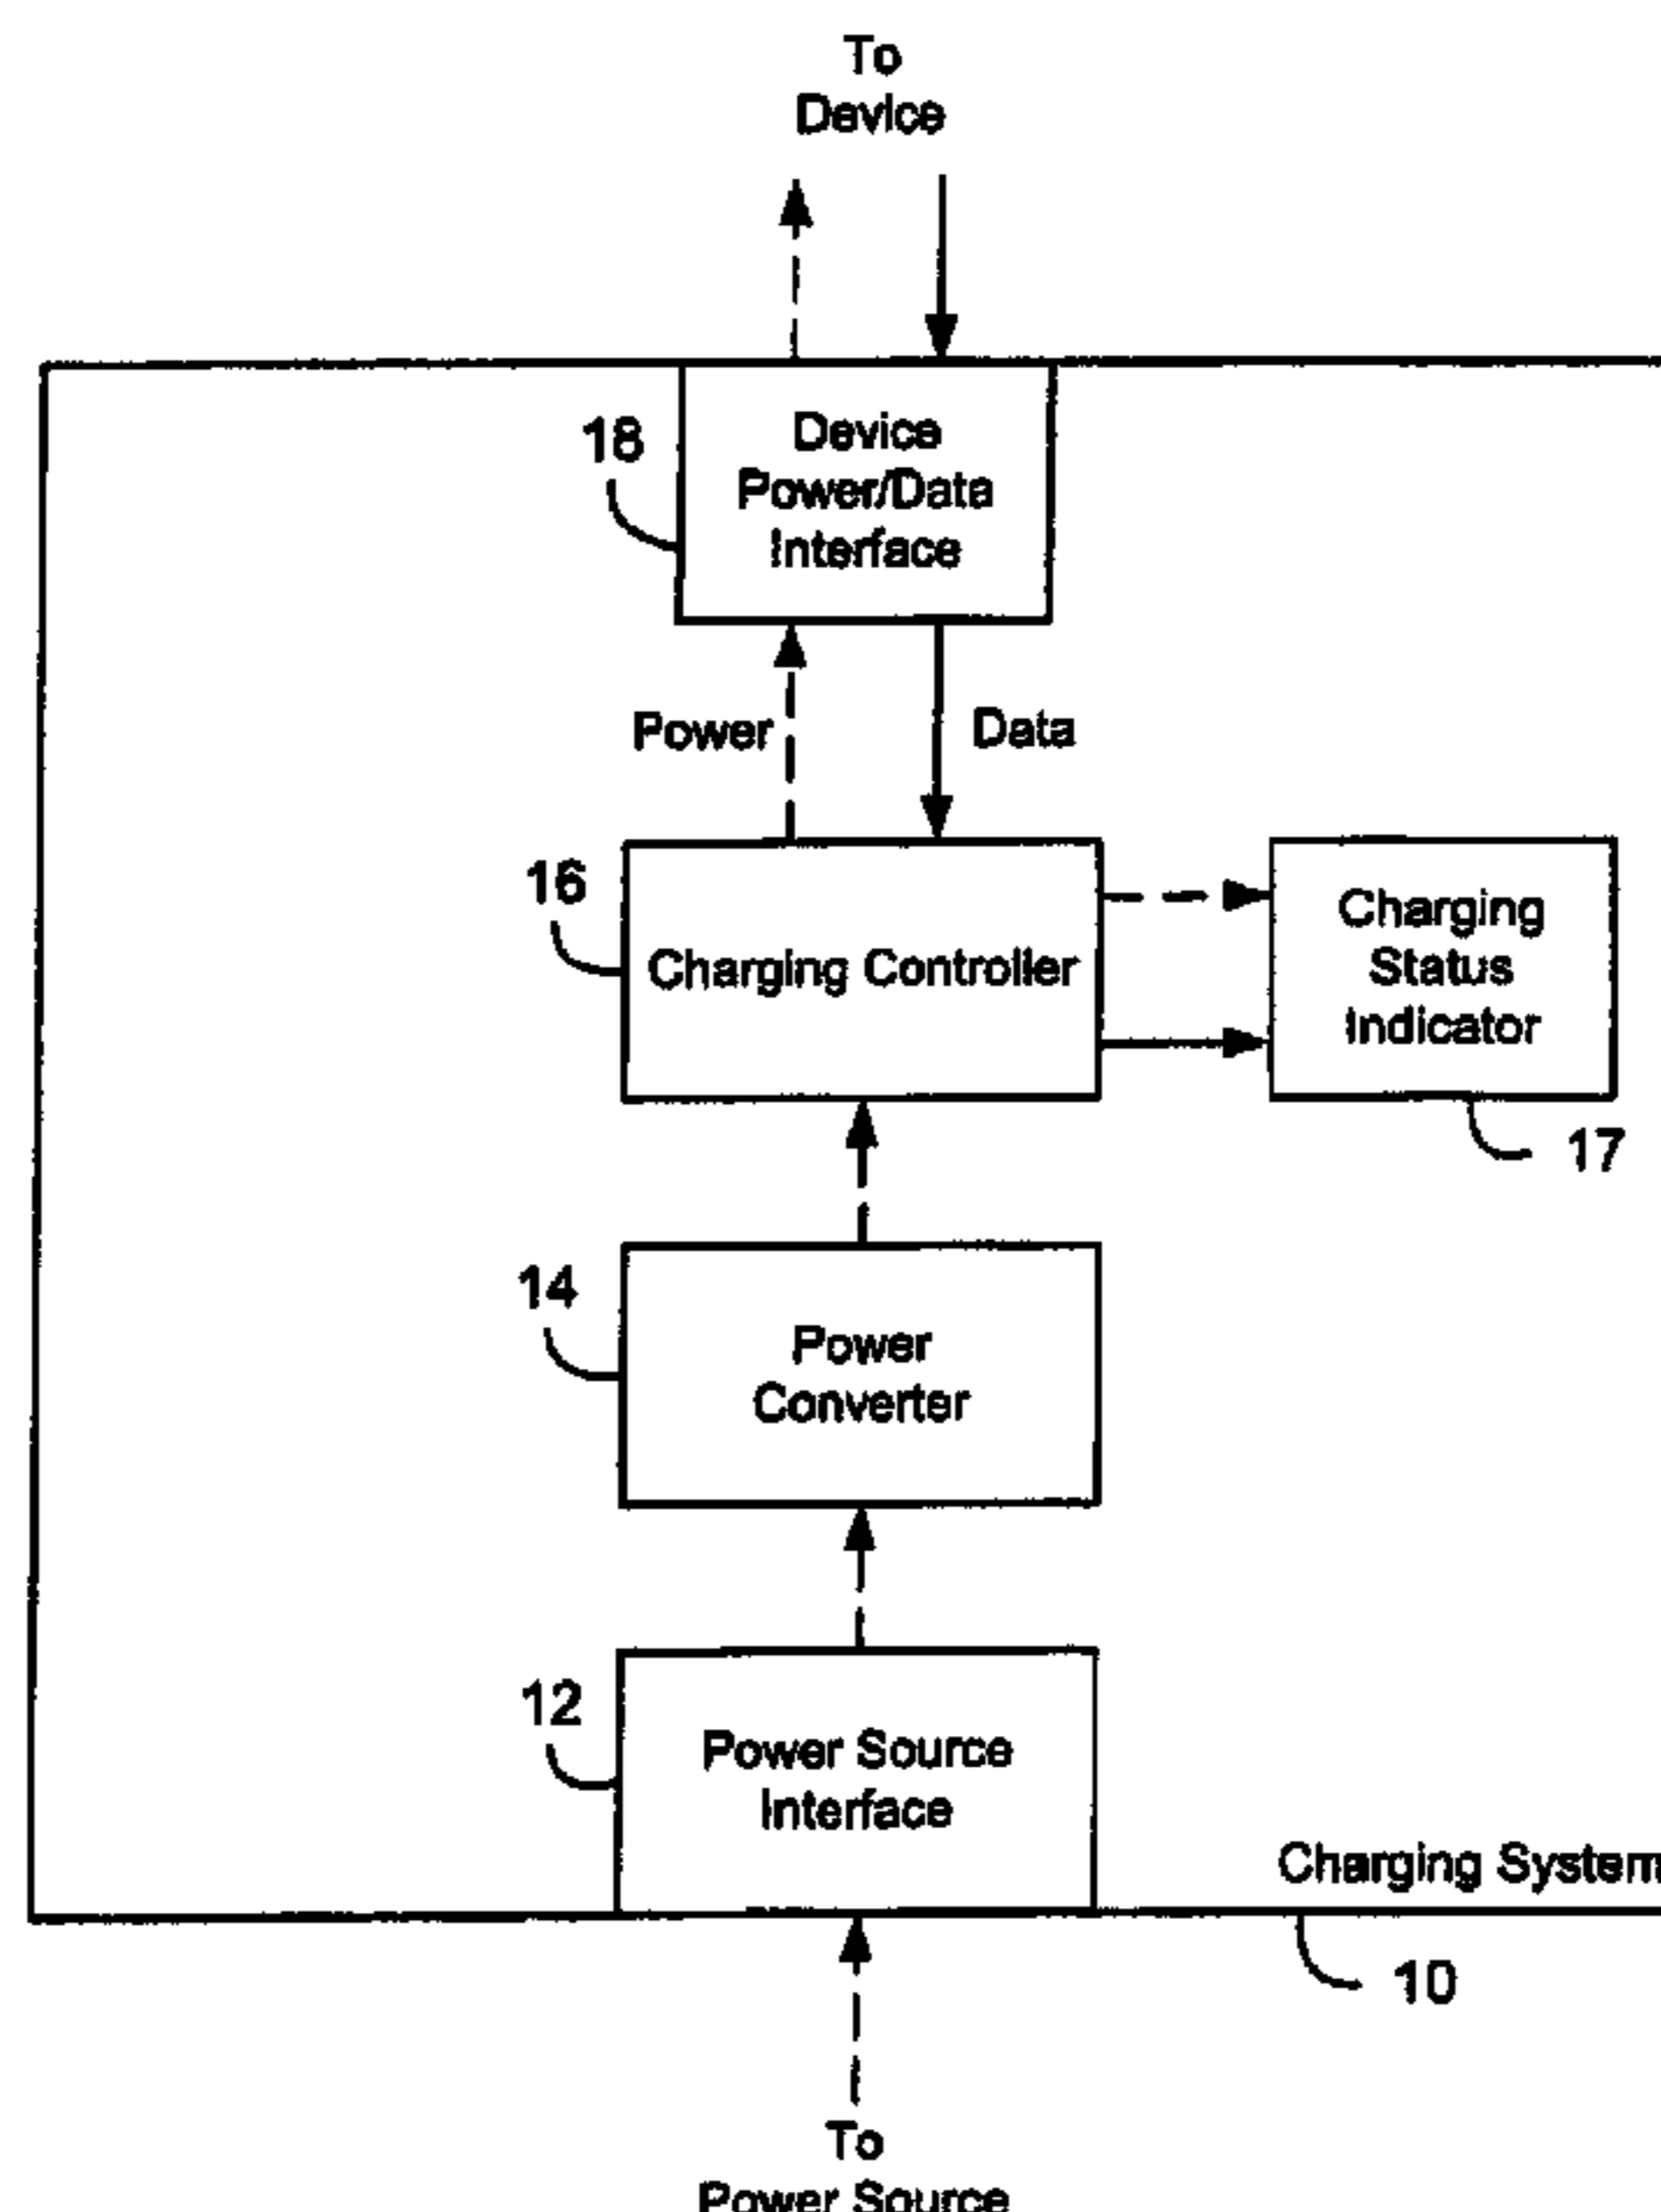 To
Device
18
Device
Power/Data
Interface
Power
Data
16
Charging Controller
Charging
Status
Indicator
17
14
Power
Converter
12
Power Source
Interface
Charging System
10
To
Power Source